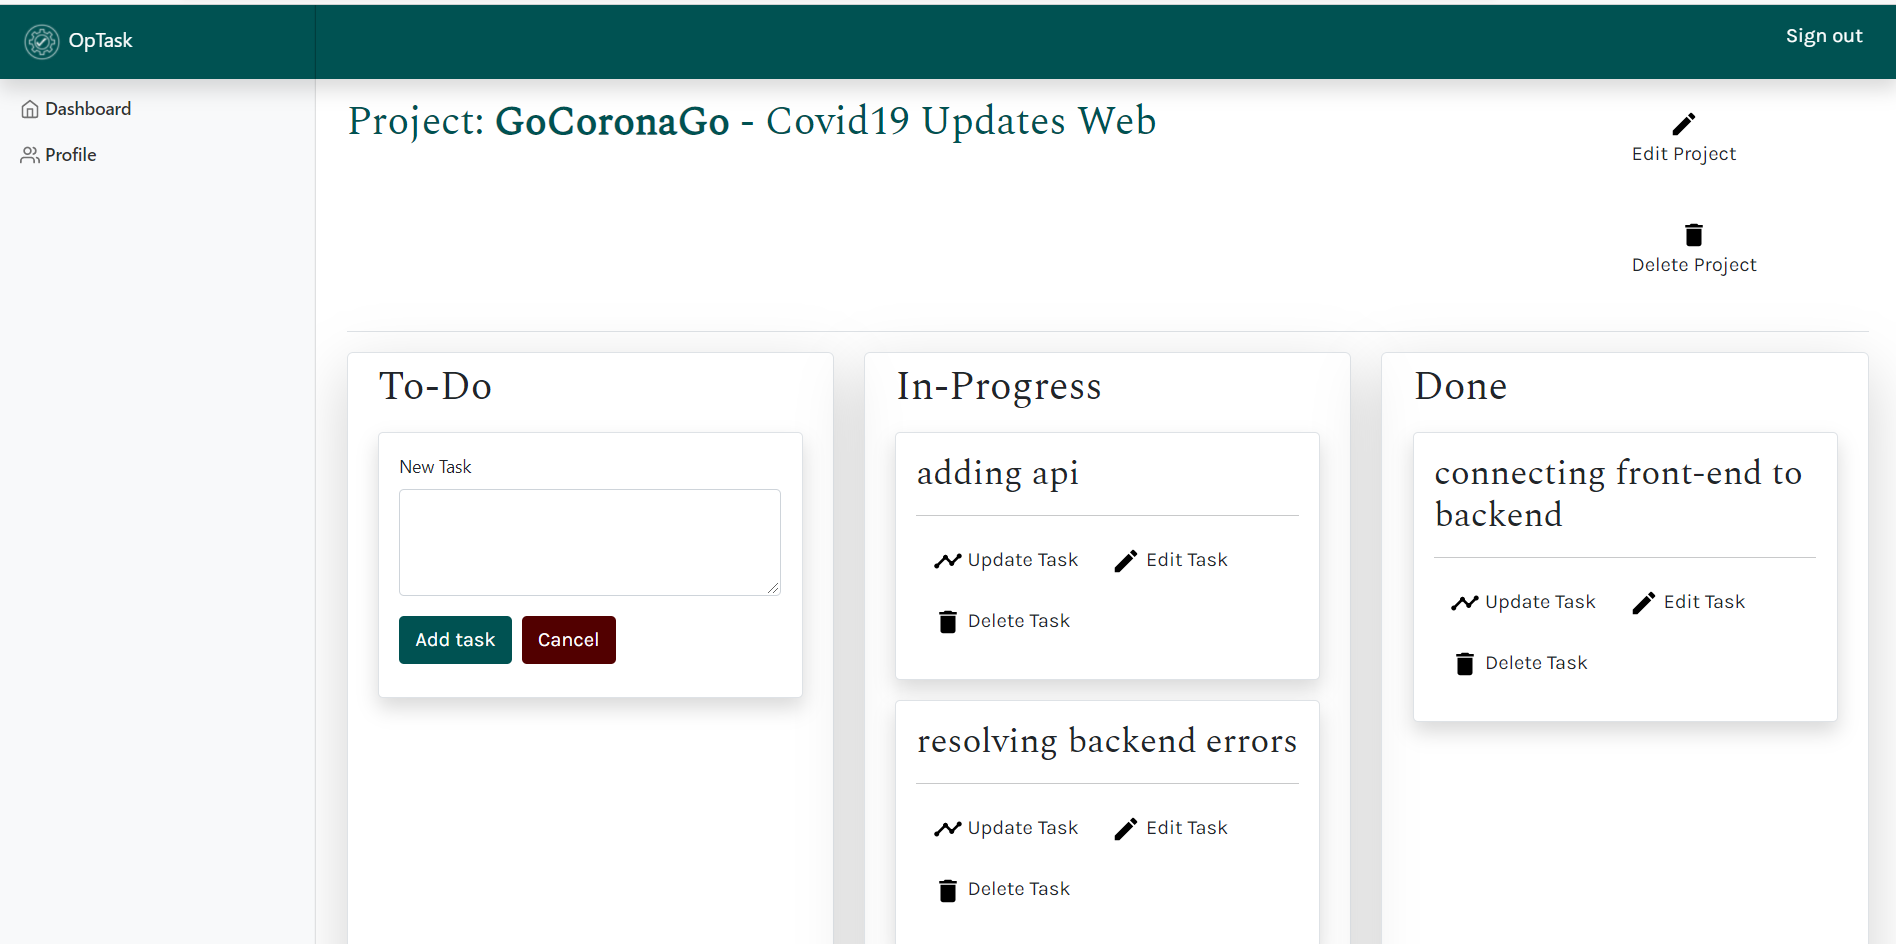 OpTask
Sign out
Dashboard
Profile
Project: GoCoronaGo - Covid19 Updates Web
Edit Project
Delete Project
To-Do
New Task
Add task
Cancel
In-Progress
adding api
Update Task
Edit Task
Delete Task
resolving backend errors
Update Task
Edit Task
Delete Task
Done
connecting front-end to
backend
Update Task
Edit Task
Delete Task